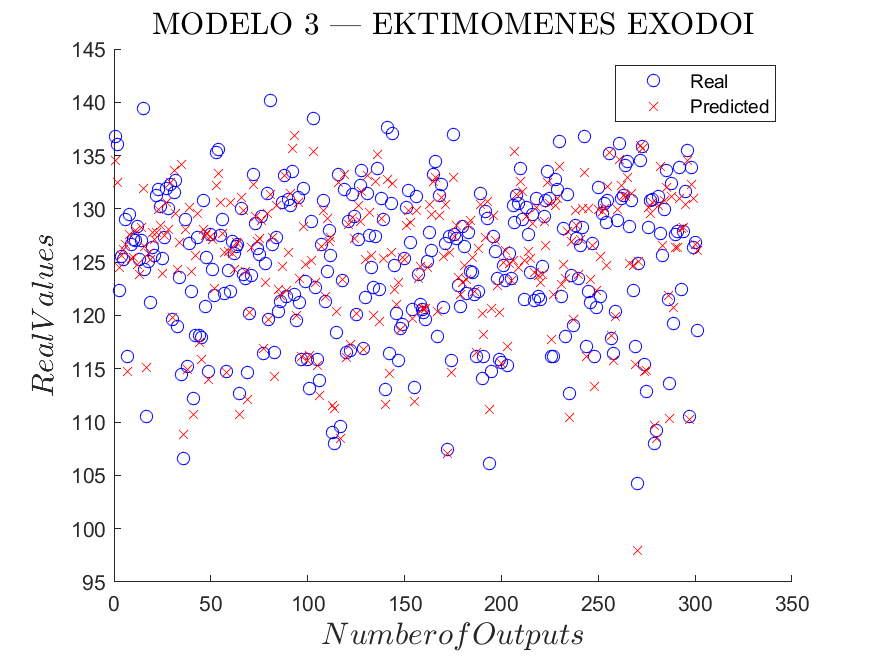 MODELO 3 — EKTIMOMENES EXODOI
145
140
135
130
125
120
115
110
105
100
95
RealValues
Real
Predicted
0 50 100 150 200 250 300 350
NumberofOutputs